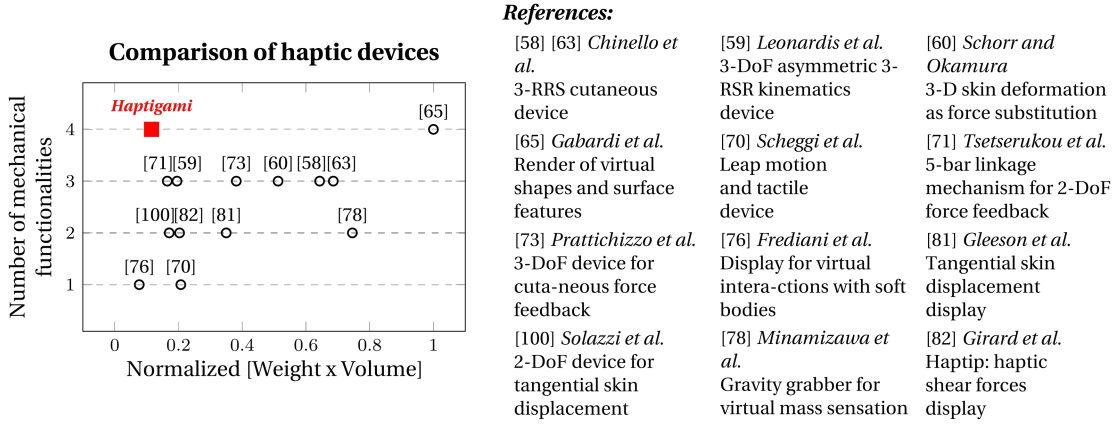 Comparison of haptic devices
Number of mechanical
functionalities
4
3
2
1
Haptigami
[65]
[71][59] [73] [60] [58][63]
[100][82] [81] [78]
[76] [70]
0 0.2 0.4 0.6 0.8 1
Normalized [Weight x Volume]
References:
[58] [63] Chinello et
al.
3-RRS cutaneous
device
[59] Leonardis et al.
3-DoF asymmetric 3-
RSR kinematics
device
[60] Schorr and
Okamura
3-D skin deformation
as force substitution
[65] Gabardi et al.
Render of virtual
shapes and surface
features
[70] Scheggi et al.
Leap motion
and tactile
device
[71] Tsetserukou et al.
5-bar linkage
mechanism for 2-DoF
force feedback
[73] Prattichizzo et al.
3-DoF device for
cuta-neous force
feedback
[76] Frediani et al.
Display for virtual
intera-ctions with soft
bodies
[81] Gleeson et al.
Tangential skin
displacement
display
[100] Solazzi et al.
2-DoF device for
tangential skin
displacement
[78] Minamizawa et
al.
Gravity grabber for
virtual mass sensation
[82] Girard et al.
Haptip: haptic
shear forces
display